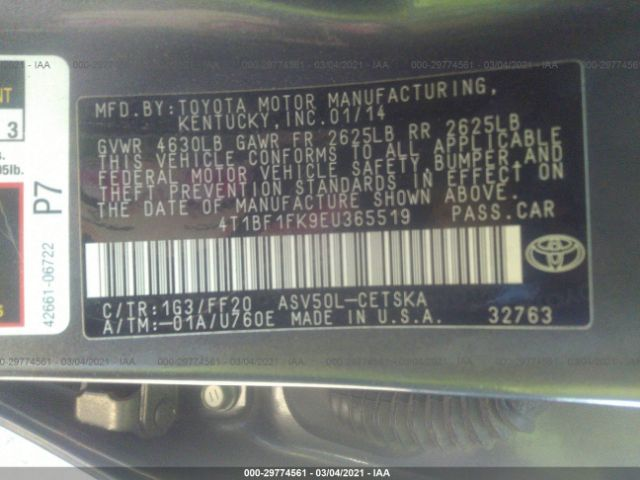 MFD.BY:TOYOTA MOTOR MANUFACTURING,
KENTUCKY,INC.01/14
GVWR 4630LB GAWR FR 2625LB RR 2625LB
THIS VEHICLE CONFORMS TO ALL APPLICABLE
FEDERAL MOTOR VEHICLE SAFETY,BUMPER,AND
THEFT PREVENTION STANDARDS IN EFFECT ON
THE DATE OF MANUFACTURE SHOWN ABOVE.
4T1BF1FK9EU365519 PASS.CAR
C/TR:1G3/FF20 ASV50L-CETSKA
A/TM:-01A/U760E MADE IN U.S.A. 32763
3
P7
42661-06722
000-29774561 | 03/04/2021 - IAA